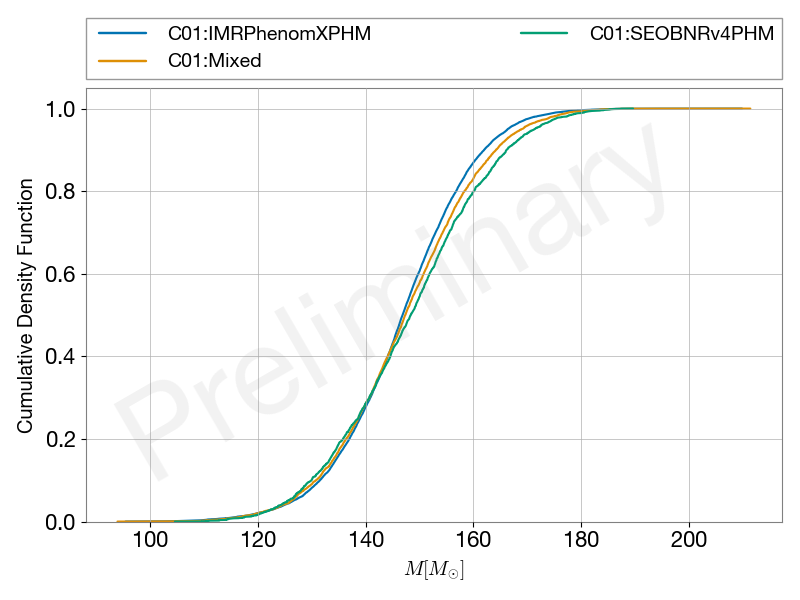 C01:IMRPhenomXPHM
C01:Mixed
C01:SEOBNRv4PHM
Preliminary
Cumulative Density Function
1.0
0.8
0.6
0.4
0.2
0.0
100 120 140 160 180 200
M[M⊙]